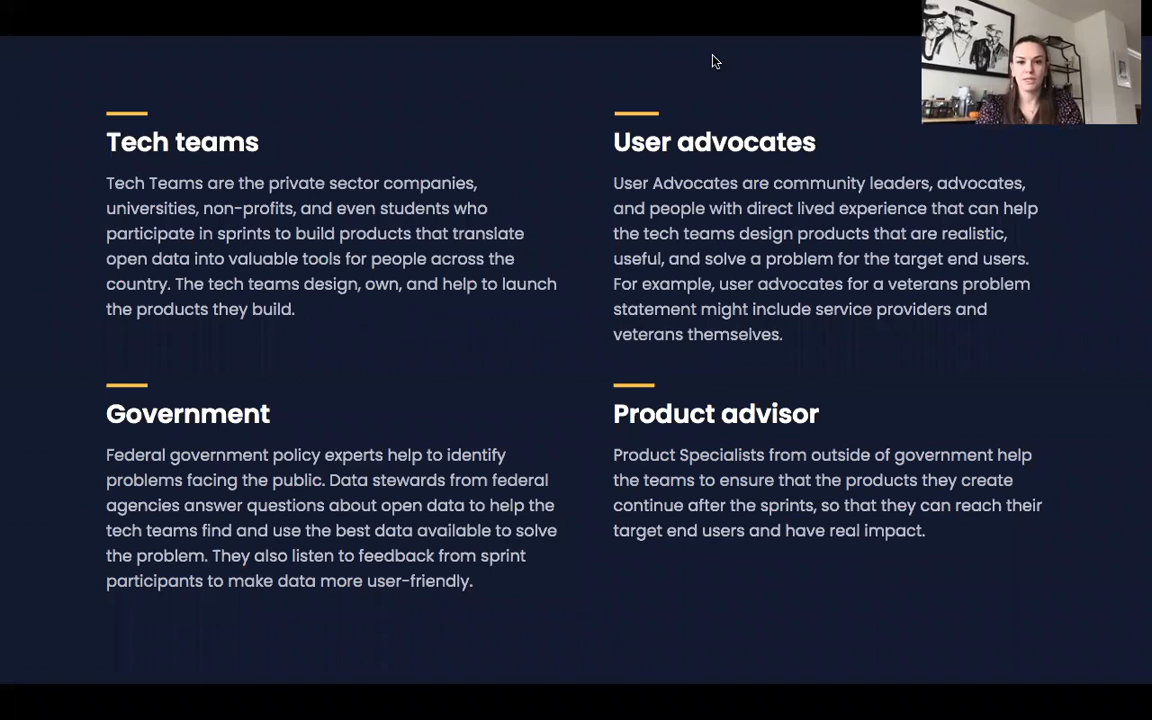 Tech teams
Tech Teams are the private sector companies,
universities, non-profits, and even students who
participate in sprints to build products that translate
open data into valuable tools for people across the
country. The tech teams design, own, and help to launch
the products they build.
User advocates
User Advocates are community leaders, advocates,
and people with direct lived experience that can help
the tech teams design products that are realistic,
useful, and solve a problem for the target end users.
For example, user advocates for a veterans problem
statement might include service providers and
veterans themselves.
Government
Federal government policy experts help to identify
problems facing the public. Data stewards from federal
agencies answer questions about open data to help the
tech teams find and use the best data available to solve
the problem. They also listen to feedback from sprint
participants to make data more user-friendly.
Product advisor
Product Specialists from outside of government help
the teams to ensure that the products they create
continue after the sprints, so that they can reach their
target end users and have real impact.